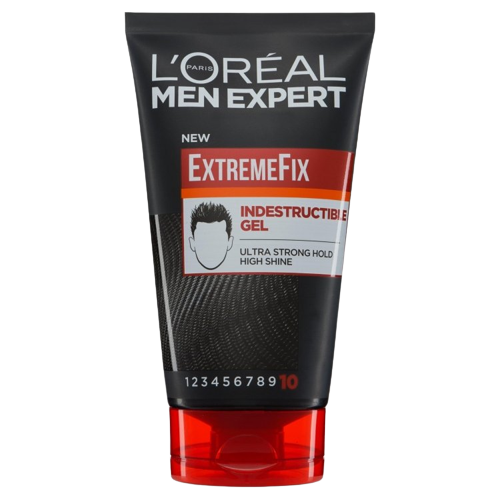 L'ORÉAL
PARIS
MEN EXPERT
NEW
EXTREMEFIX
INDESTRUCTIBLE
GEL
ULTRA STRONG HOLD
HIGH SHINE
12345678910